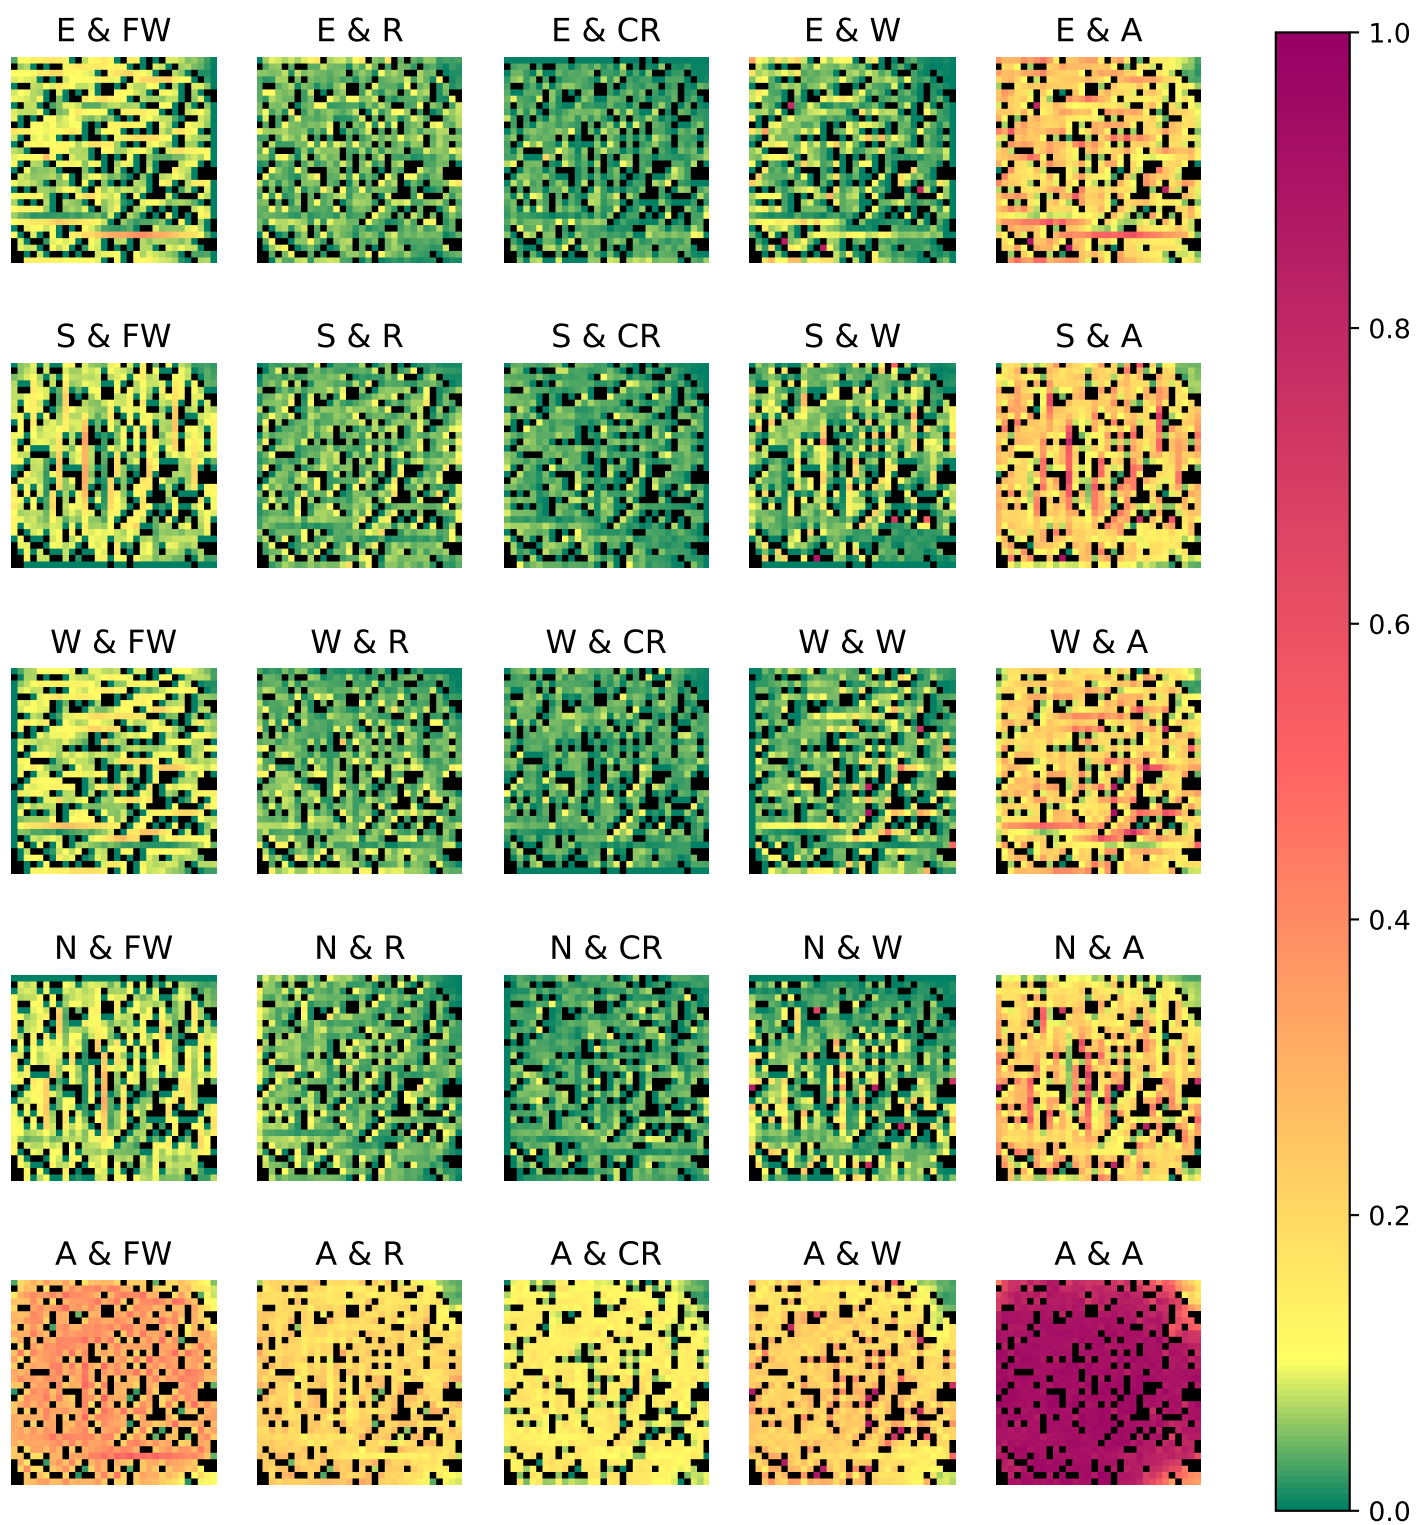 E & FW E & R E & CR E & W E & A
1.0
S & FW S & R S & CR S & W S & A
0.8
W & FW W & R W & CR W & W W & A
0.6
N & FW N & R N & CR N & W N & A
0.4
0.2
A & FW A & R A & CR A & W A & A
0.0